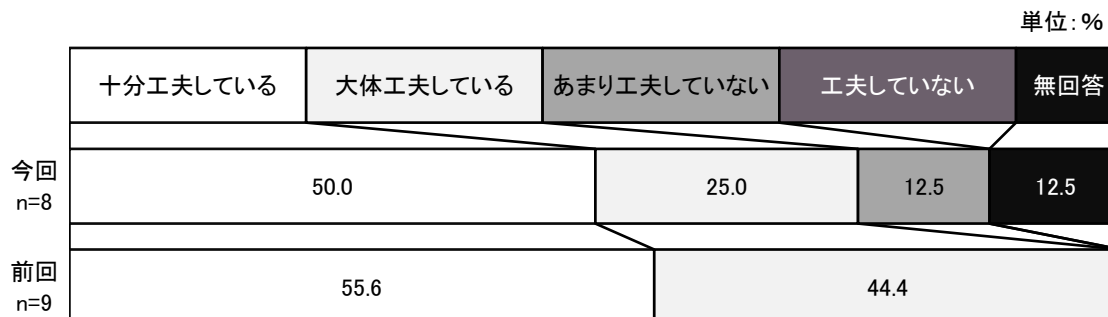 単位:%
十分工夫している 大体工夫している あまり工夫していない 工夫していない 無回答
今回
n=8
50.0 25.0 12.5 12.5
前回
n=9
55.6 44.4